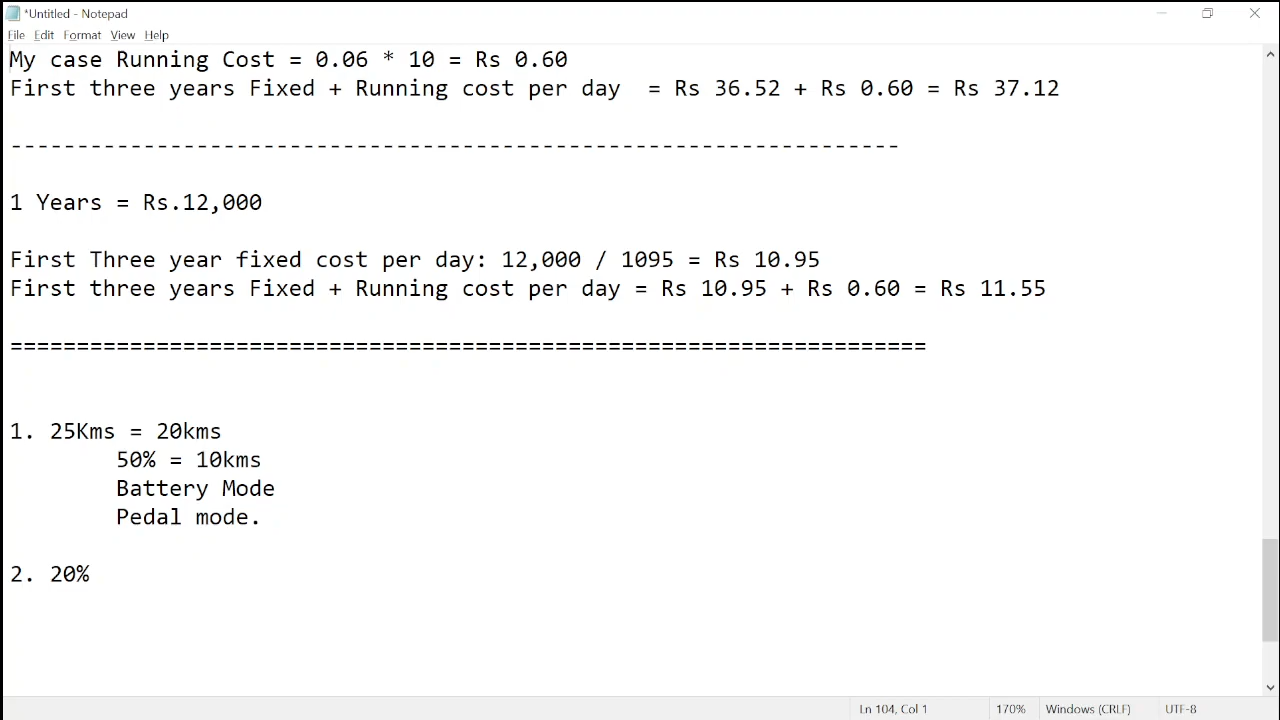 *Untitled - Notepad
File Edit Format View Help
My case Running Cost = 0.06 * 10 = Rs 0.60
First three years Fixed + Running cost per day  = Rs 36.52 + Rs 0.60 = Rs 37.12
-------------------------------------------------------------------
1 Years = Rs.12,000
First Three year fixed cost per day: 12,000 / 1095 = Rs 10.95
First three years Fixed + Running cost per day = Rs 10.95 + Rs 0.60 = Rs 11.55
=====================================================================
1. 25Kms = 20kms
50% = 10kms
Battery Mode
Pedal mode.
2. 20%
Ln 104, Col 1 170% Windows (CRLF) UTF-8